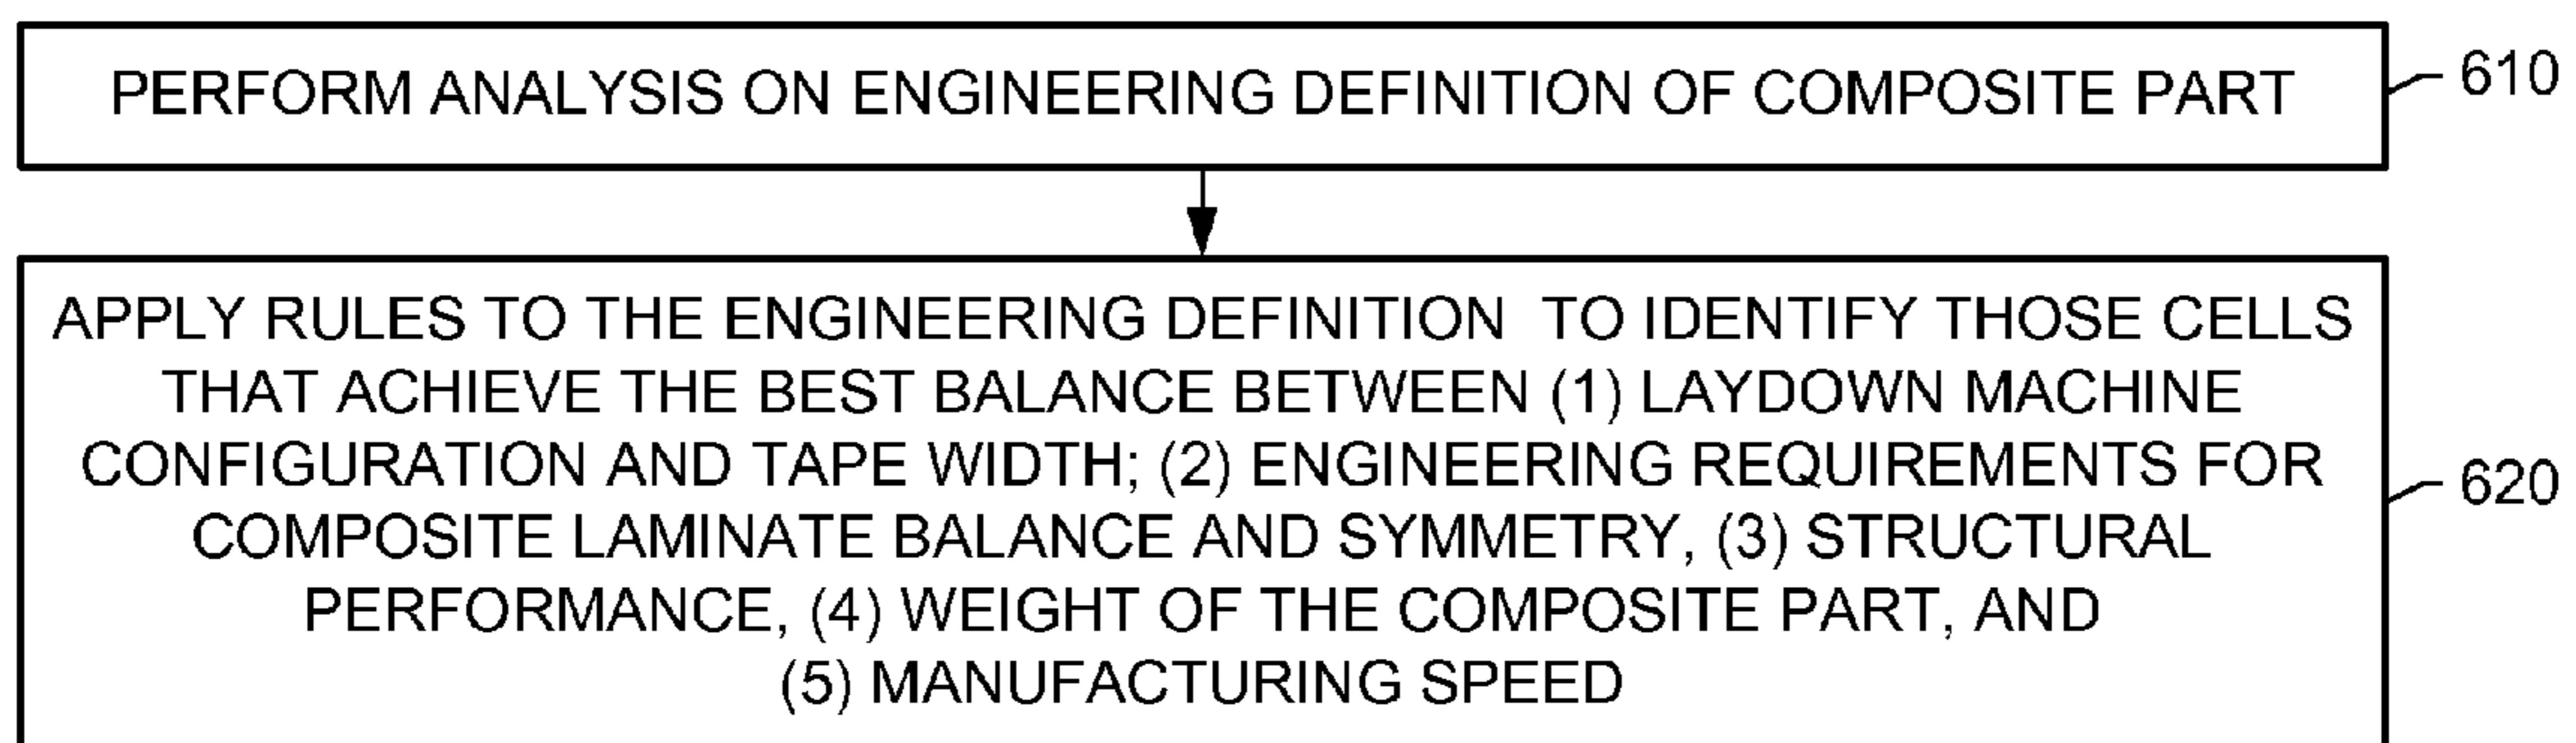 PERFORM ANALYSIS ON ENGINEERING DEFINITION OF COMPOSITE PART
610
APPLY RULES TO THE ENGINEERING DEFINITION TO IDENTIFY THOSE CELLS
THAT ACHIEVE THE BEST BALANCE BETWEEN (1) LAYDOWN MACHINE
CONFIGURATION AND TAPE WIDTH; (2) ENGINEERING REQUIREMENTS FOR
620
COMPOSITE LAMINATE BALANCE AND SYMMETRY, (3) STRUCTURAL
PERFORMANCE, (4) WEIGHT OF THE COMPOSITE PART, AND
(5) MANUFACTURING SPEED